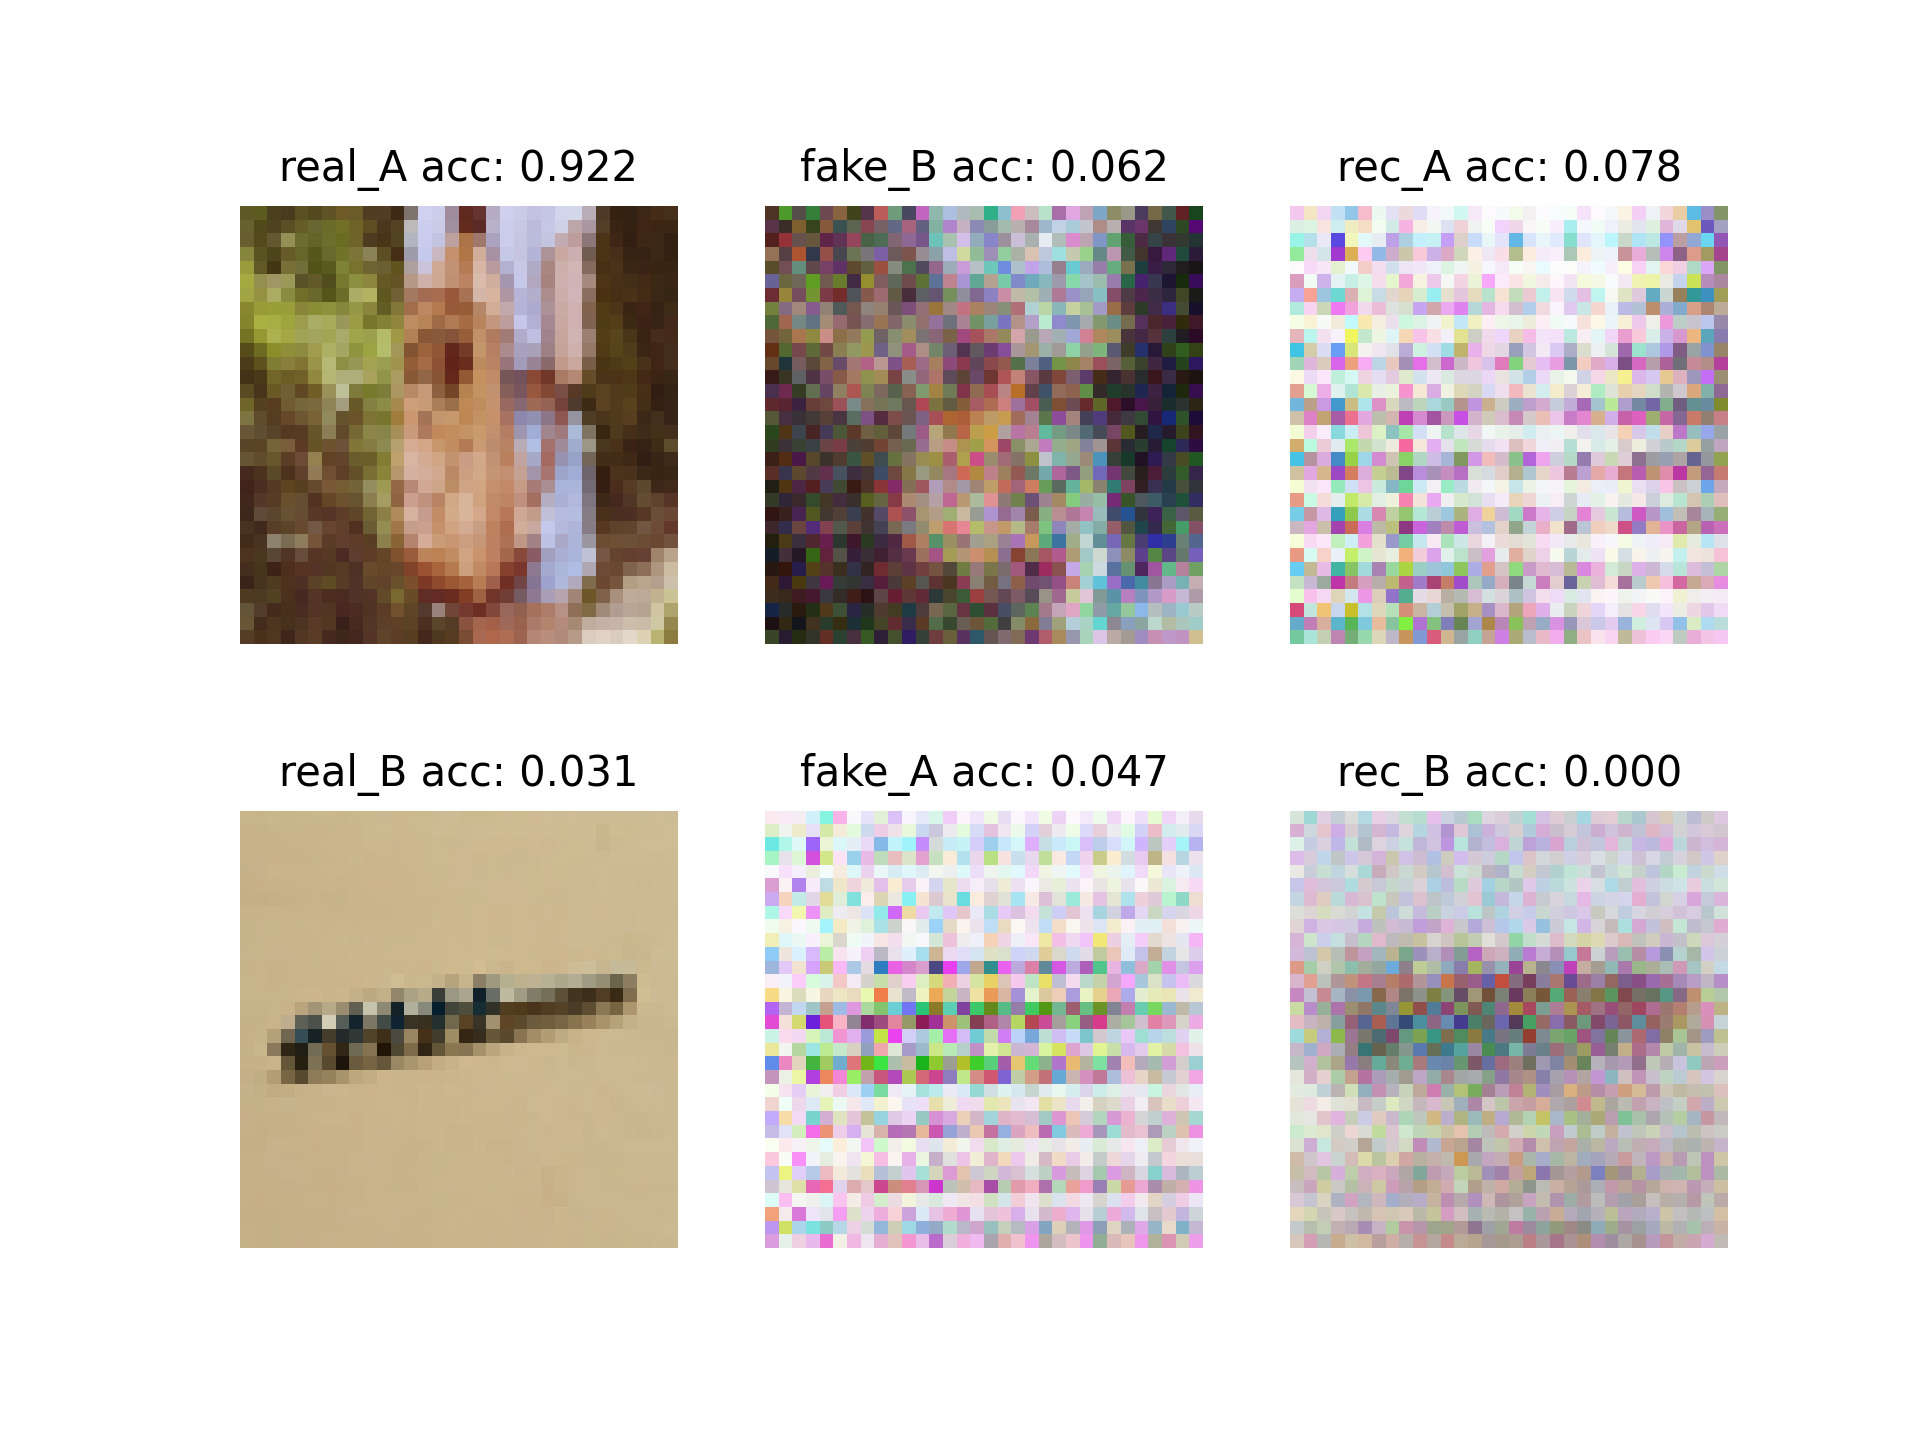 real_A acc: 0.922
fake_B acc: 0.062
rec_A acc: 0.078
real_B acc: 0.031
fake_A acc: 0.047
rec_B acc: 0.000